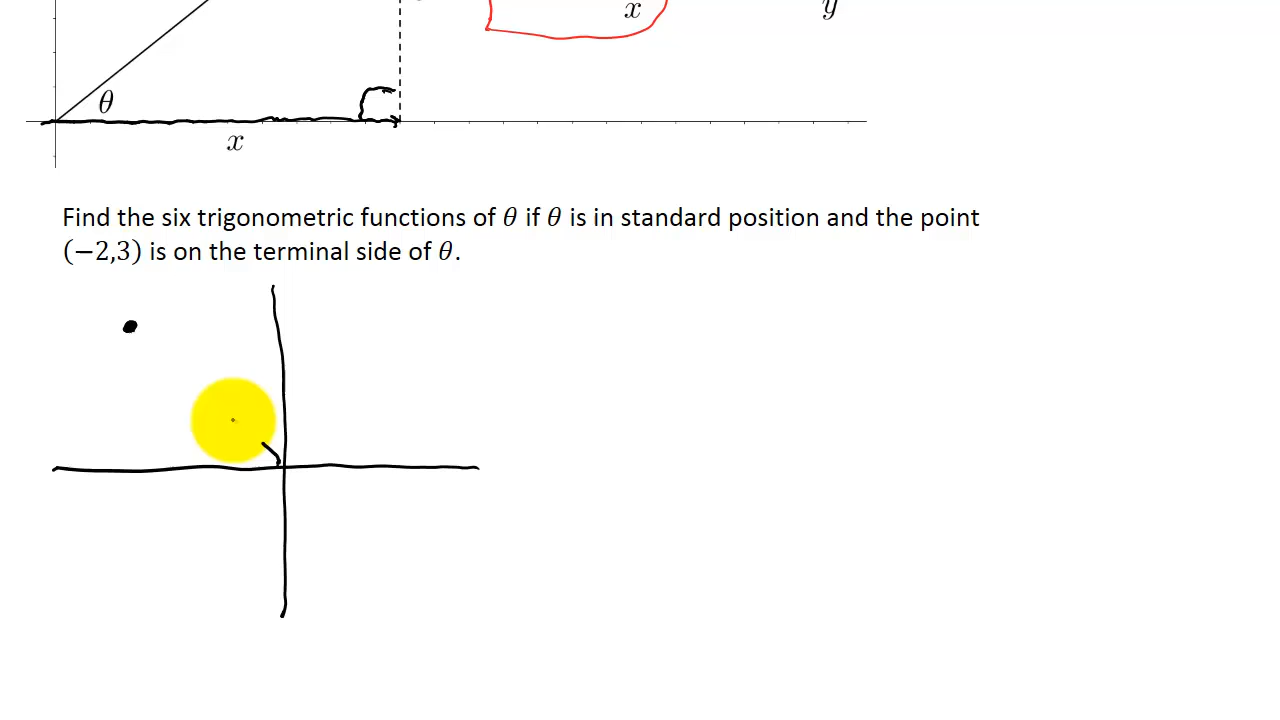 x
y
θ
x
Find the six trigonometric functions of θ if θ is in standard position and the point
(−2,3) is on the terminal side of θ.